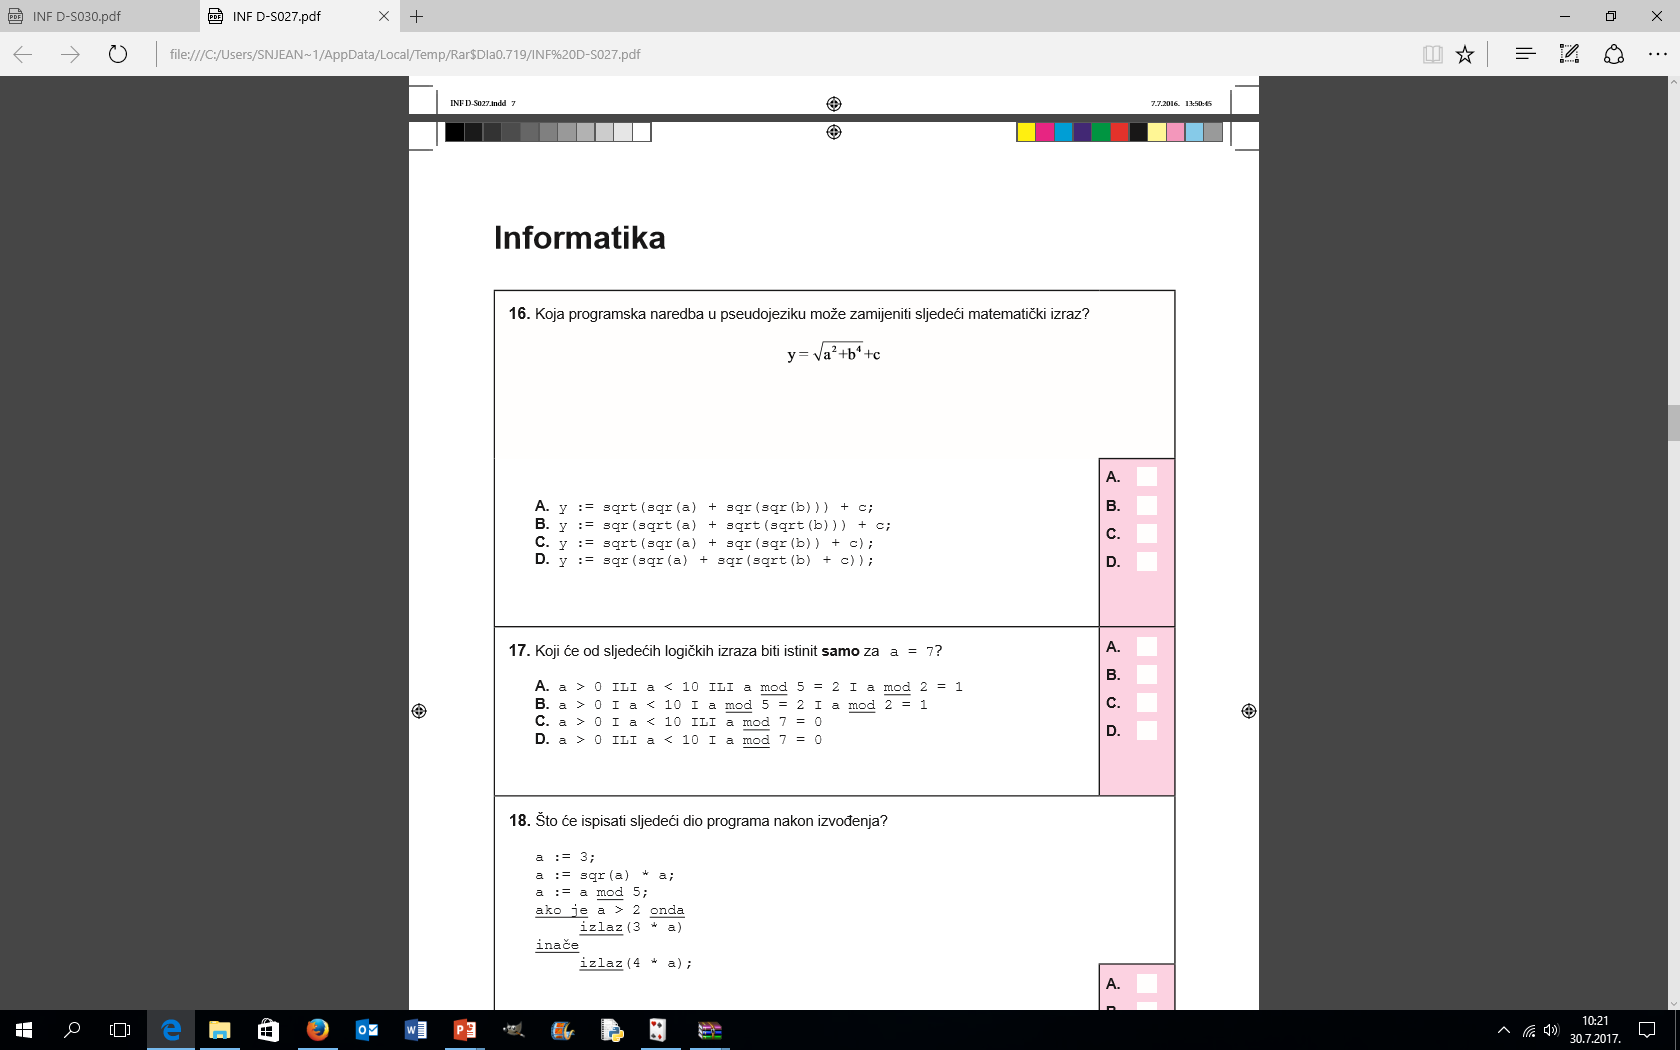 INF D-S030.pdf
INF D-S027.pdf
file:///C:/Users/SNJEAN~1/AppData/Local/Temp/Rar$DIa0.719/INF%20D-S027.pdf
INF D-S027.indd 7
7.7.2016. 13:50:45
Informatika
16. Koja programska naredba u pseudojeziku može zamijeniti sljedeći matematički izraz?
y = √a²+b⁴+c
A. y := sqrt(sqr(a) + sqr(sqr(b))) + c;
B. y := sqr(sqrt(a) + sqrt(sqrt(b))) + c;
C. y := sqrt(sqr(a) + sqr(sqr(b)) + c);
D. y := sqr(sqr(a) + sqr(sqrt(b) + c));
A.
B.
C.
D.
17. Koji će od sljedećih logičkih izraza biti istinit samo za a = 7?
A. a > 0 ILI a < 10 ILI a mod 5 = 2 I a mod 2 = 1
B. a > 0 I a < 10 I a mod 5 = 2 I a mod 2 = 1
C. a > 0 I a < 10 ILI a mod 7 = 0
D. a > 0 ILI a < 10 I a mod 7 = 0
A.
B.
C.
D.
18. Što će ispisati sljedeći dio programa nakon izvođenja?
a := 3;
a := sqr(a) * a;
a := a mod 5;
ako je a > 2 onda
izlaz(3 * a)
inače
izlaz(4 * a);
A.
10:21
30.7.2017.